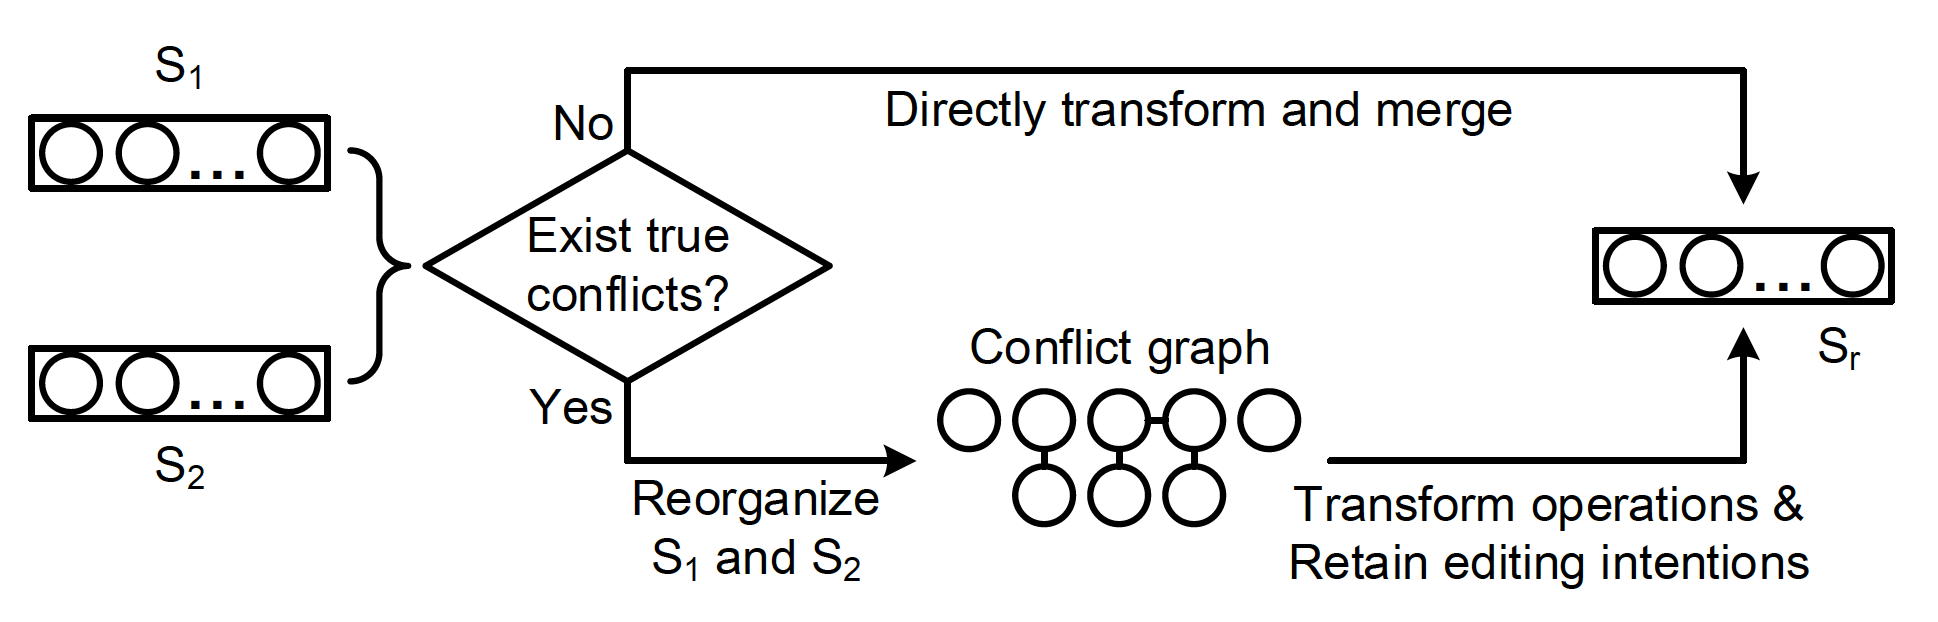 S1
No
Directly transform and merge
...
Exist true
conflicts?
...
Conflict graph
Sr
...
Yes
S2
Reorganize
S1 and S2
Transform operations &
Retain editing intentions